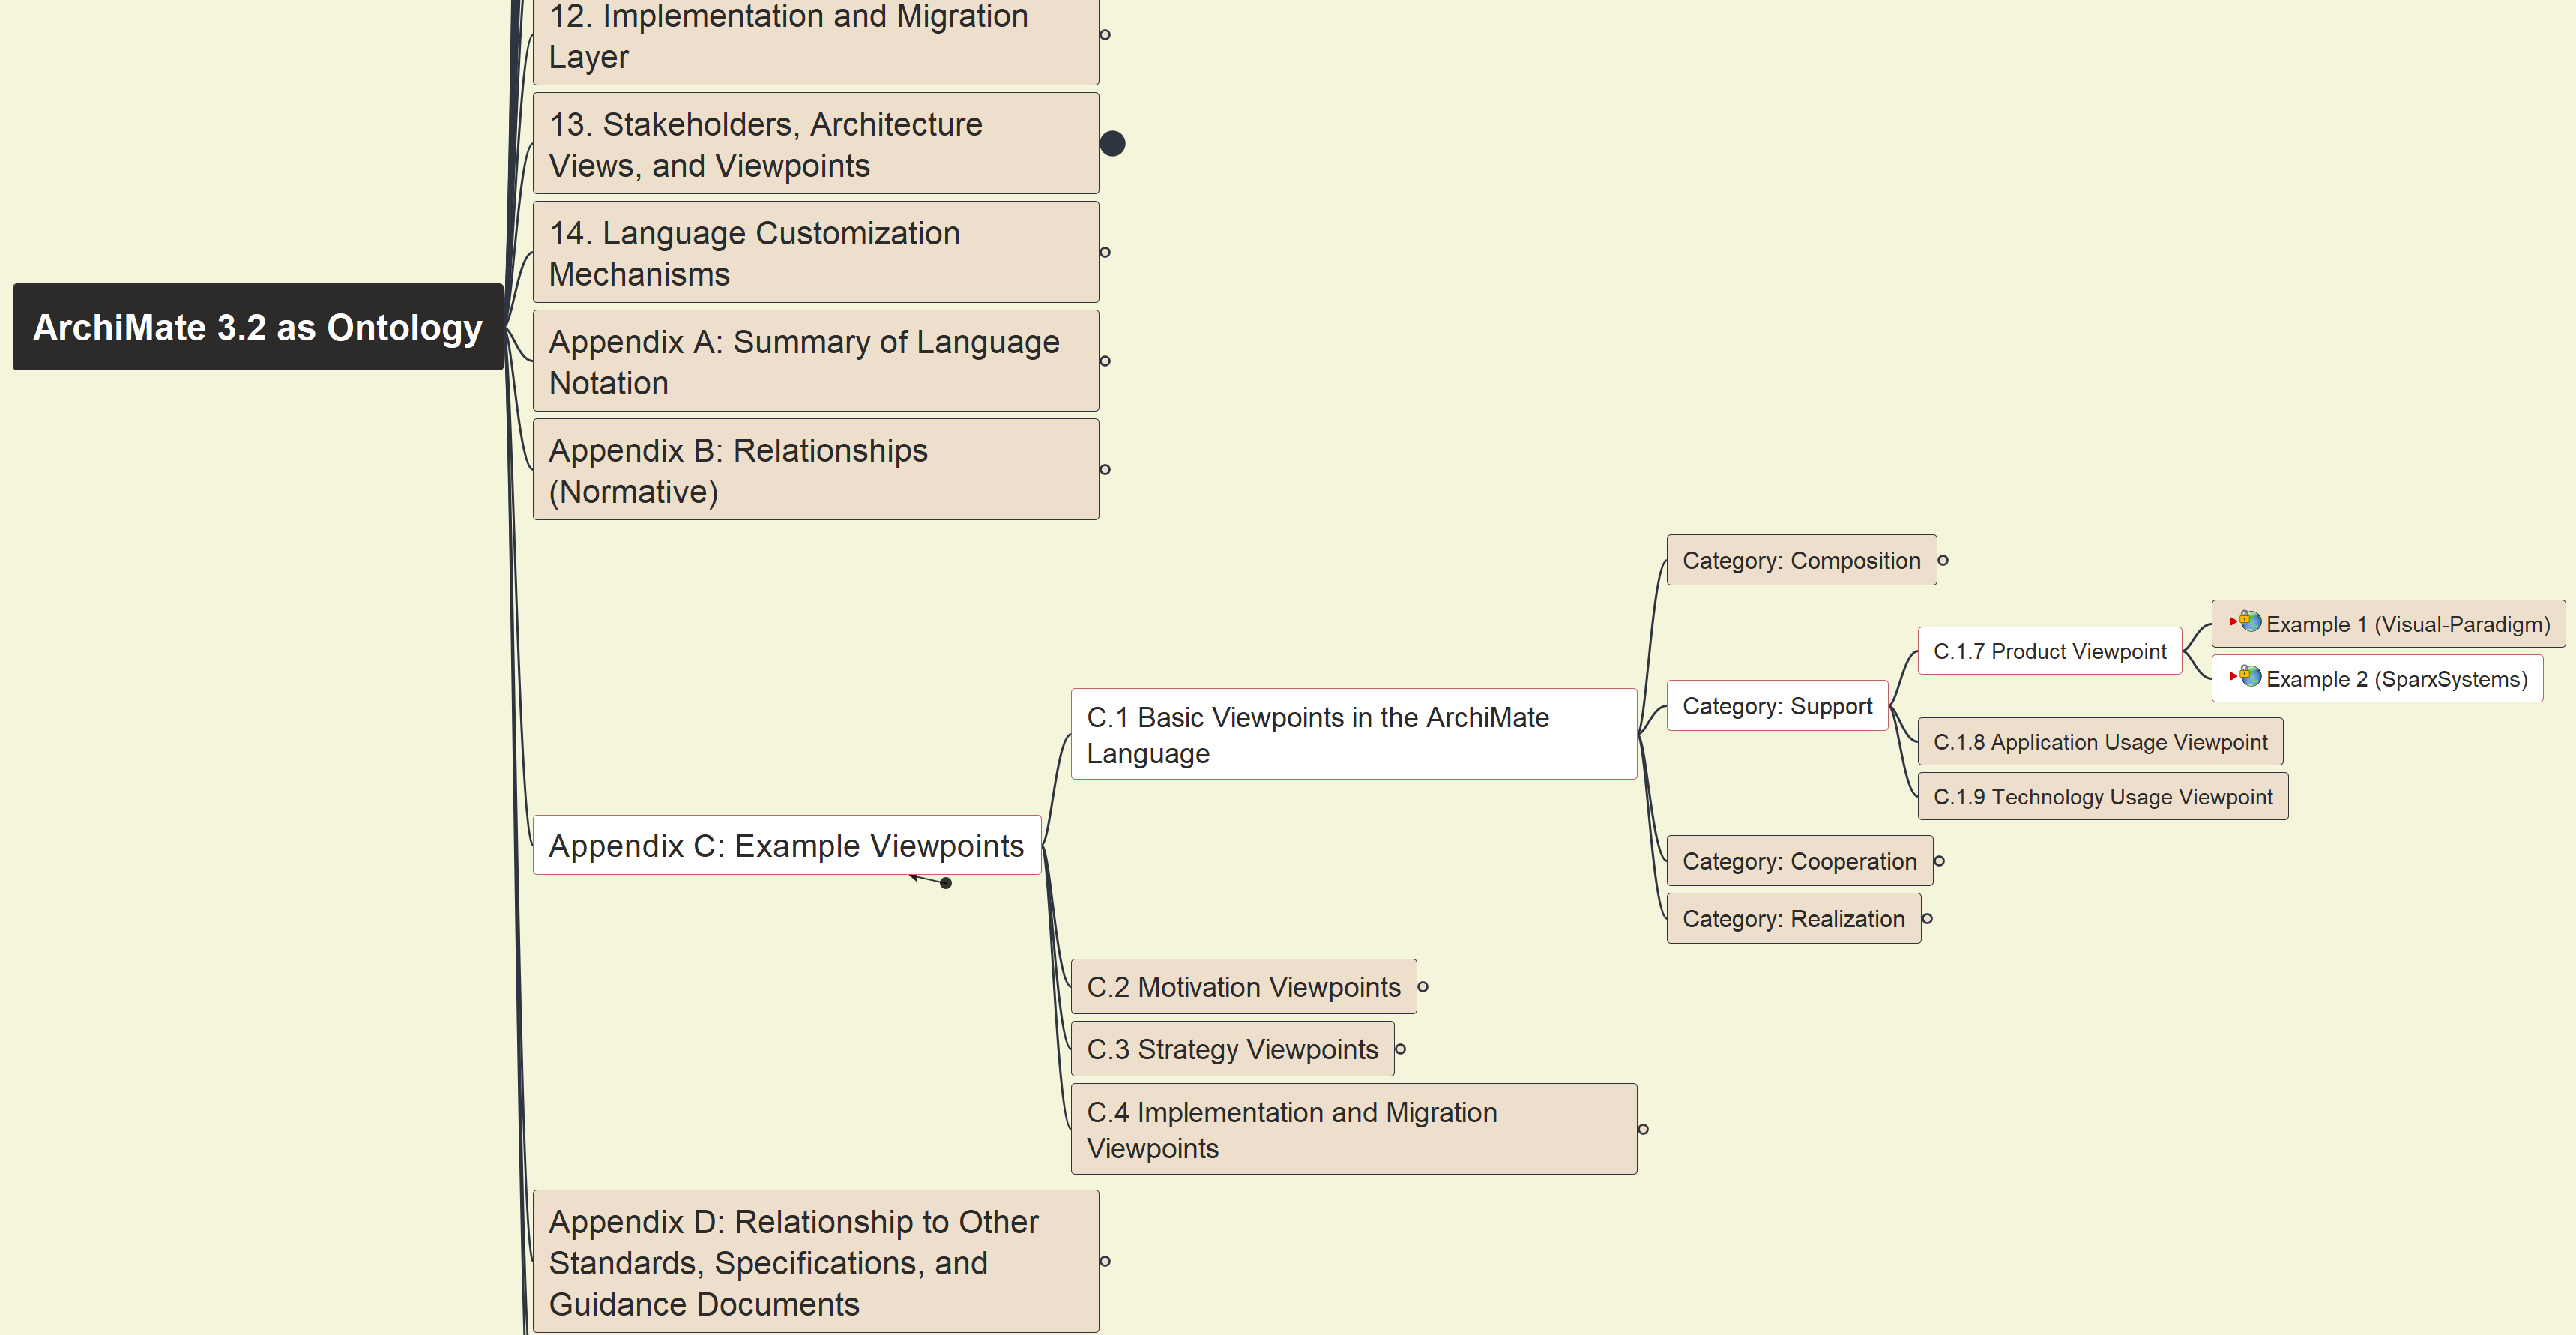 12. Implementation and Migration
Layer
13. Stakeholders, Architecture
Views, and Viewpoints
14. Language Customization
Mechanisms
ArchiMate 3.2 as Ontology
Appendix A: Summary of Language
Notation
Appendix B: Relationships
(Normative)
Category: Composition
Example 1 (Visual-Paradigm)
C.1.7 Product Viewpoint
Example 2 (SparxSystems)
Category: Support
C.1 Basic Viewpoints in the ArchiMate
Language
C.1.8 Application Usage Viewpoint
C.1.9 Technology Usage Viewpoint
Appendix C: Example Viewpoints
Category: Cooperation
Category: Realization
C.2 Motivation Viewpoints
C.3 Strategy Viewpoints
C.4 Implementation and Migration
Viewpoints
Appendix D: Relationship to Other
Standards, Specifications, and
Guidance Documents